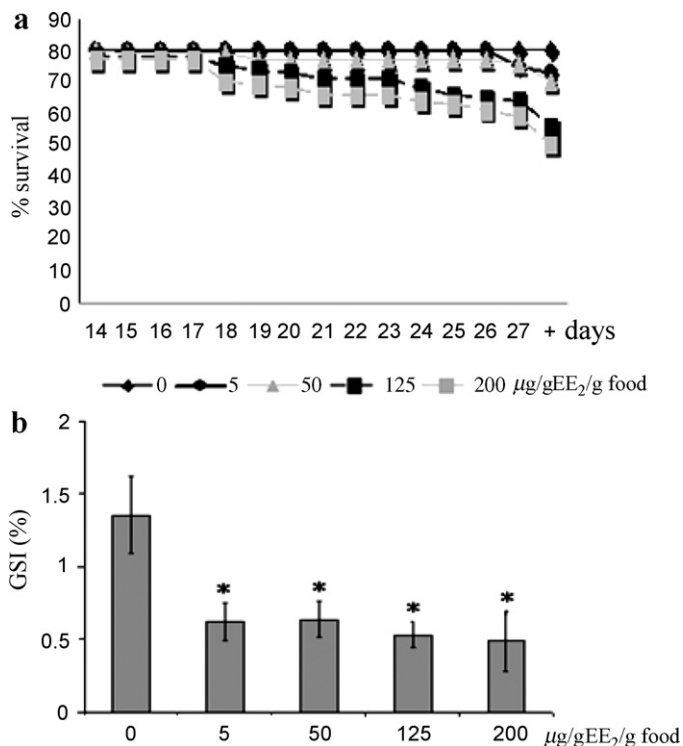 a
90
80
70
60
50
40
30
20
10
0
% survival
14 15 16 17 18 19 20 21 22 23 24 25 26 27 + days
0 5 50 125 200 μg/gEE₂/g food
b
2
1.5
1
0.5
0
GSI (%)
* * * *
0 5 50 125 200 μg/gEE₂/g food